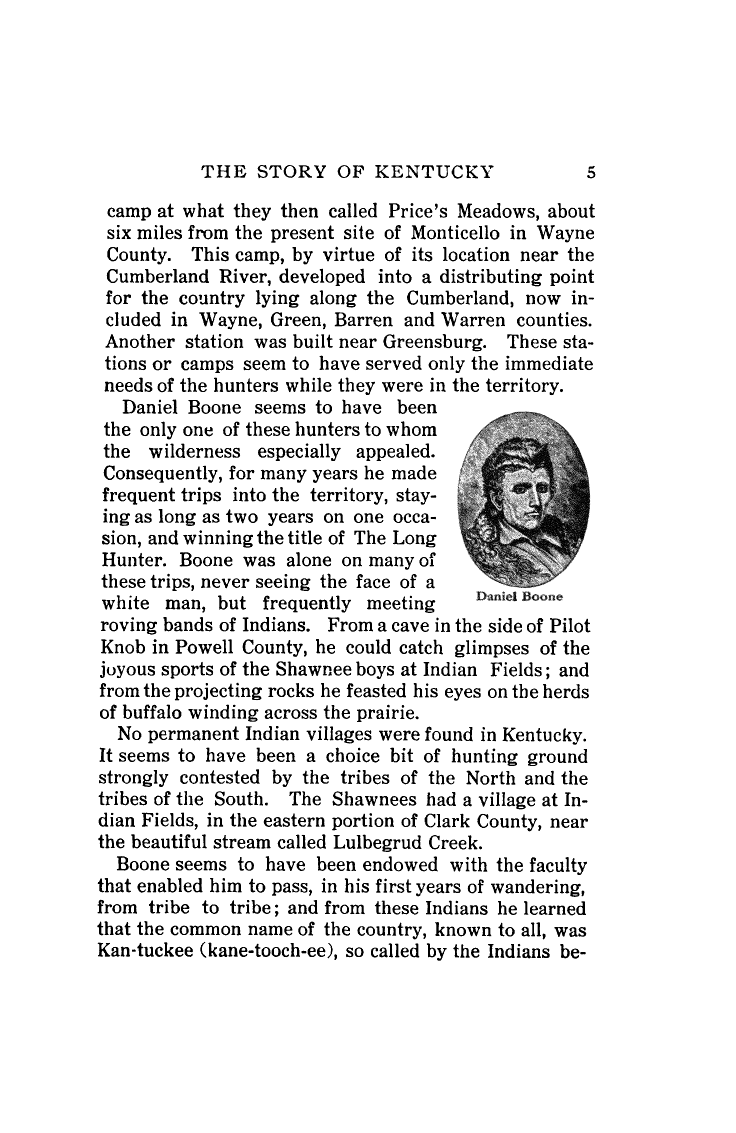 THE STORY OF KENTUCKY 5
camp at what they then called Price's Meadows, about
six miles from the present site of Monticello in Wayne
County. This camp, by virtue of its location near the
Cumberland River, developed into a distributing point
for the country lying along the Cumberland, now in-
cluded in Wayne, Green, Barren and Warren counties.
Another station was built near Greensburg. These sta-
tions or camps seem to have served only the immediate
needs of the hunters while they were in the territory.
Daniel Boone seems to have been
the only one of these hunters to whom
the wilderness especially appealed.
Consequently, for many years he made
frequent trips into the territory, stay-
ing as long as two years on one occa-
sion, and winning the title of The Long
Hunter. Boone was alone on many of
these trips, never seeing the face of a
white man, but frequently meeting
roving bands of Indians. From a cave in the side of Pilot
Knob in Powell County, he could catch glimpses of the
joyous sports of the Shawnee boys at Indian Fields; and
from the projecting rocks he feasted his eyes on the herds
of buffalo winding across the prairie.
Daniel Boone
No permanent Indian villages were found in Kentucky.
It seems to have been a choice bit of hunting ground
strongly contested by the tribes of the North and the
tribes of the South. The Shawnees had a village at In-
dian Fields, in the eastern portion of Clark County, near
the beautiful stream called Lulbegrud Creek.
Boone seems to have been endowed with the faculty
that enabled him to pass, in his first years of wandering,
from tribe to tribe; and from these Indians he learned
that the common name of the country, known to all, was
Kan-tuckee (kane-tooch-ee), so called by the Indians be-